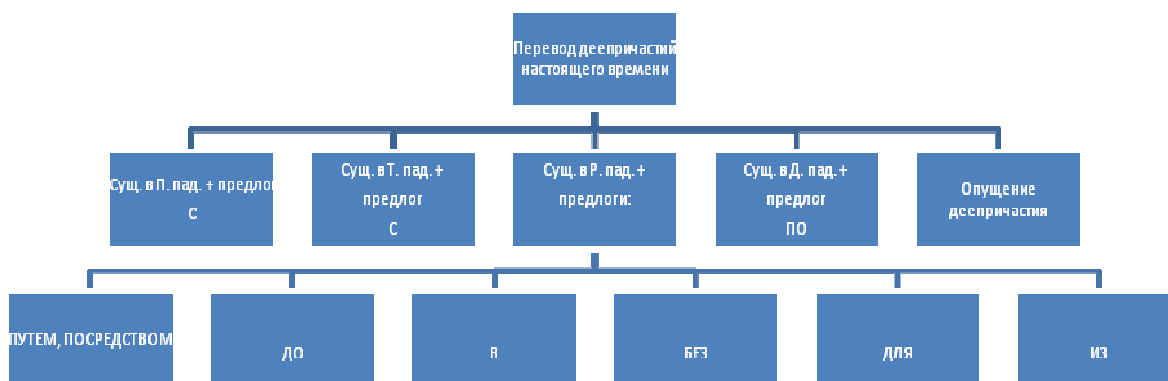 Перевод деепричастий
настоящего времени
Сущ. в П. пад. + предлог
С
Сущ. в Т. пад. +
предлог
С
Сущ. в Р. пад. +
предлоги:
Сущ. в Д. пад. +
предлог
ПО
Опущение
деепричастия
ПУТЕМ, ПОСРЕДСТВОМ
ДО
В
БЕЗ
ДЛЯ
ИЗ